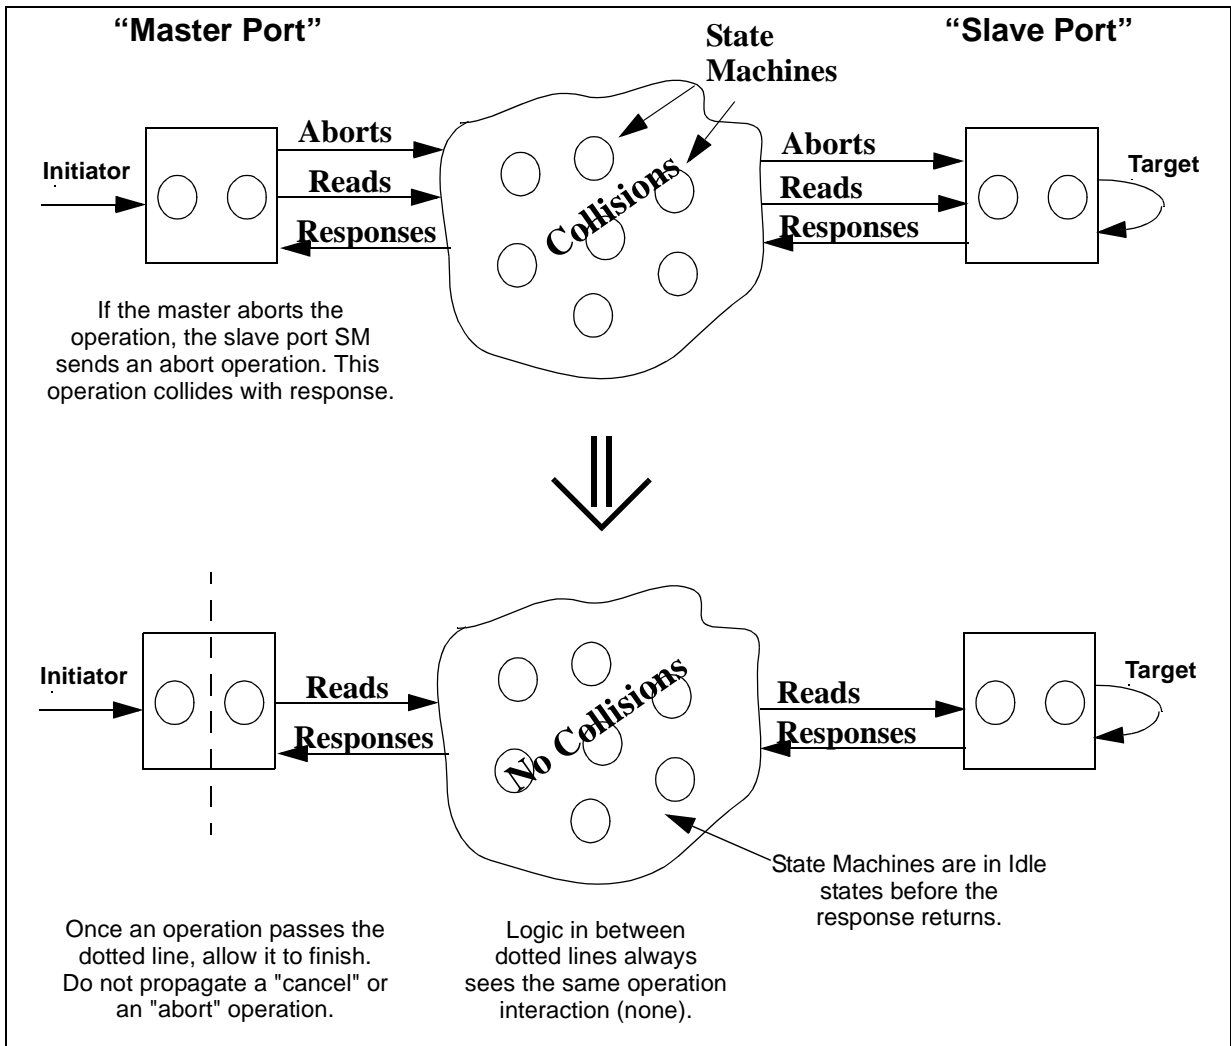 “Master Port”
State
Machines
“Slave Port”
Aborts
Reads
Responses
Initiator
Collisions
Aborts
Reads
Responses
Target
If the master aborts the
operation, the slave port SM
sends an abort operation. This
operation collides with response.
Initiator
Reads
Responses
No Collisions
Reads
Responses
Target
State Machines are in Idle
states before the
response returns.
Once an operation passes the
dotted line, allow it to finish.
Do not propagate a "cancel" or
an "abort" operation.
Logic in between
dotted lines always
sees the same operation
interaction (none).